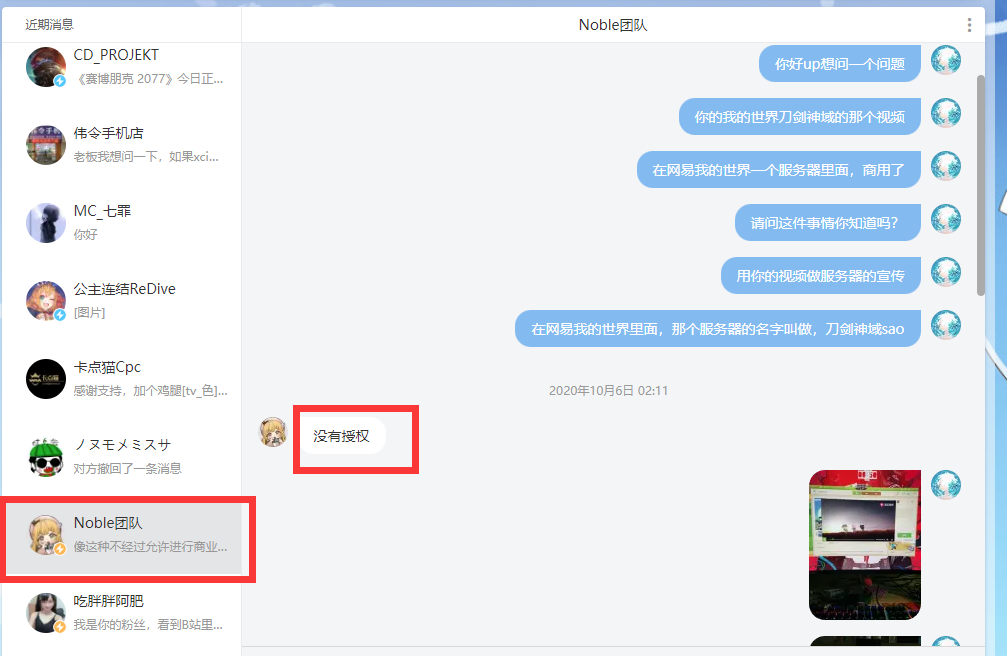 近期消息
CD_PROJEKT
《赛博朋克 2077》今日正...
伟令手机店
老板我想问一下，如果xci...
MC_七罪
你好
公主连结ReDive
[图片]
卡点猫Cpc
感谢支持，加个鸡腿[tv_色]...
ノヌモメミスサ
对方撤回了一条消息
Noble团队
像这种不经过允许进行商业...
吃胖胖阿肥
我是你的粉丝，看到B站里...
Noble团队
你好up想问一个问题
你的我的世界刀剑神域的那个视频
在网易我的世界一个服务器里面，商用了
请问这件事情你知道吗？
用你的视频做服务器的宣传
在网易我的世界里面，那个服务器的名字叫做，刀剑神域sao
2020年10月6日 02:11
没有授权